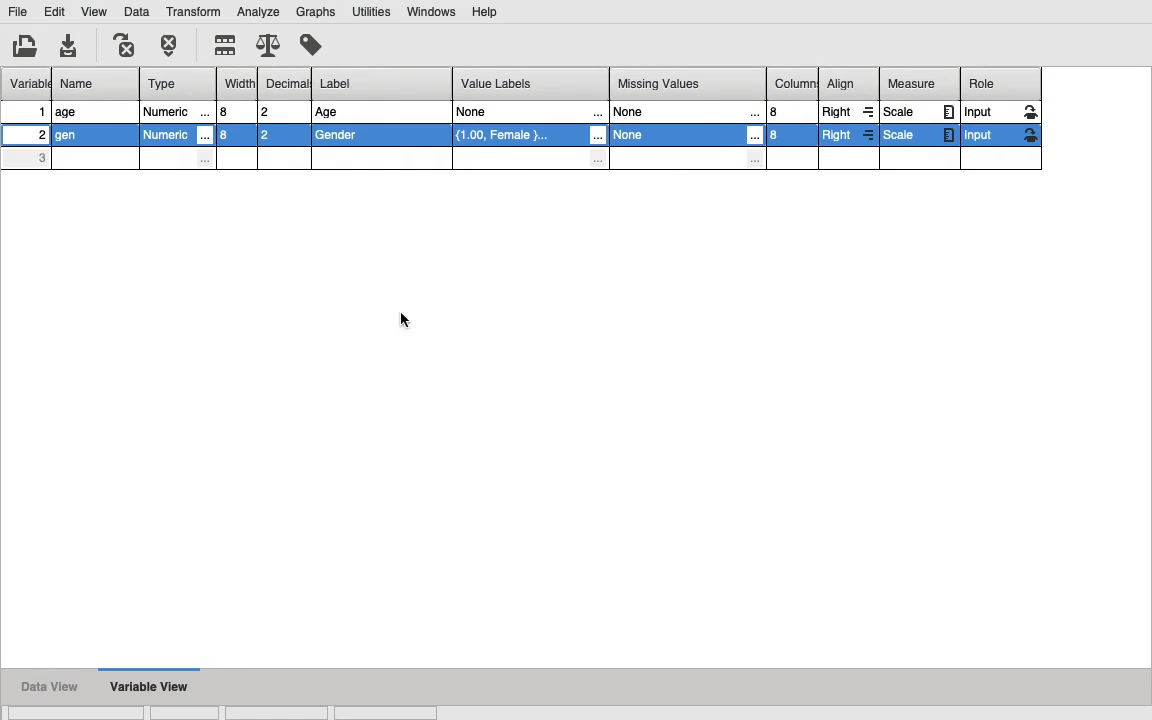 File Edit View Data Transform Analyze Graphs Utilities Windows Help
Variable Name Type Width Decimals Label Value Labels Missing Values Columns Align Measure Role
1 age Numeric ... 8 2 Age None ... None ... 8 Right Scale Input
2 gen Numeric ... 8 2 Gender {1.00, Female }... ... None ... 8 Right Scale Input
3 ... ... ...
Data View Variable View